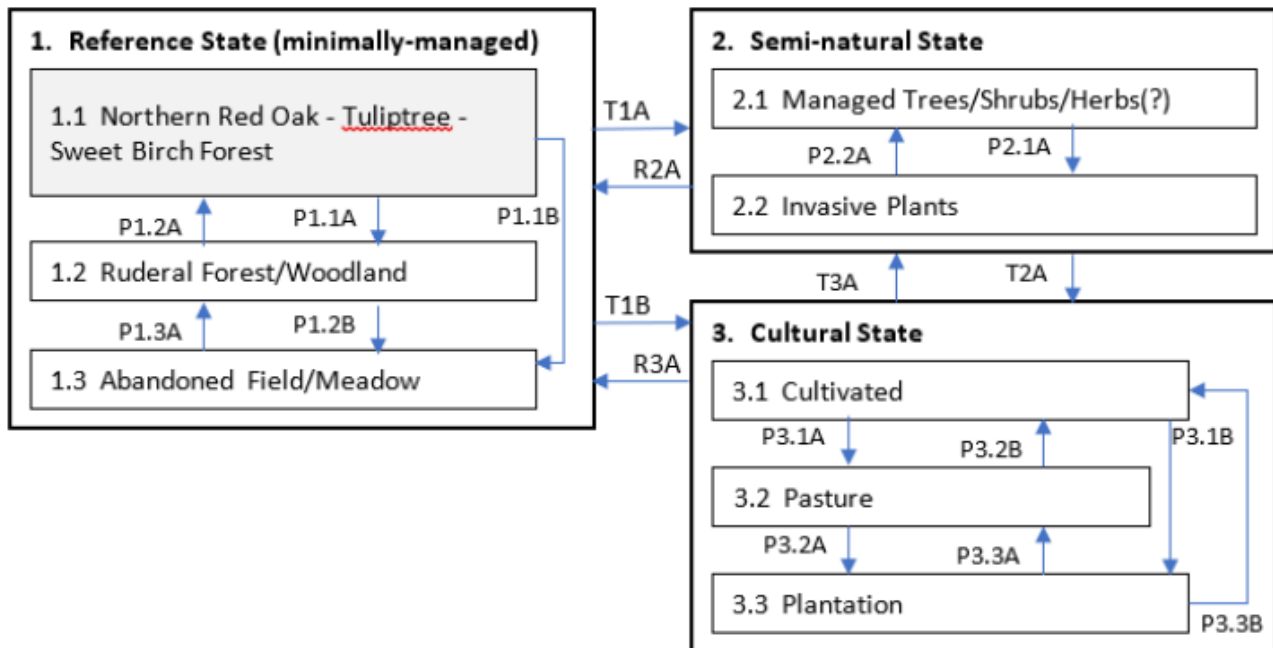 1. Reference State (minimally-managed)
1.1 Northern Red Oak - Tuliptree -
Sweet Birch Forest
P1.2A
P1.1A
P1.1B
1.2 Ruderal Forest/Woodland
P1.3A
P1.2B
1.3 Abandoned Field/Meadow
T1A
R2A
T1B
R3A
2. Semi-natural State
2.1 Managed Trees/Shrubs/Herbs(?)
P2.2A
P2.1A
2.2 Invasive Plants
T3A
T2A
3. Cultural State
3.1 Cultivated
P3.1A
P3.2B
P3.1B
3.2 Pasture
P3.2A
P3.3A
3.3 Plantation
P3.3B